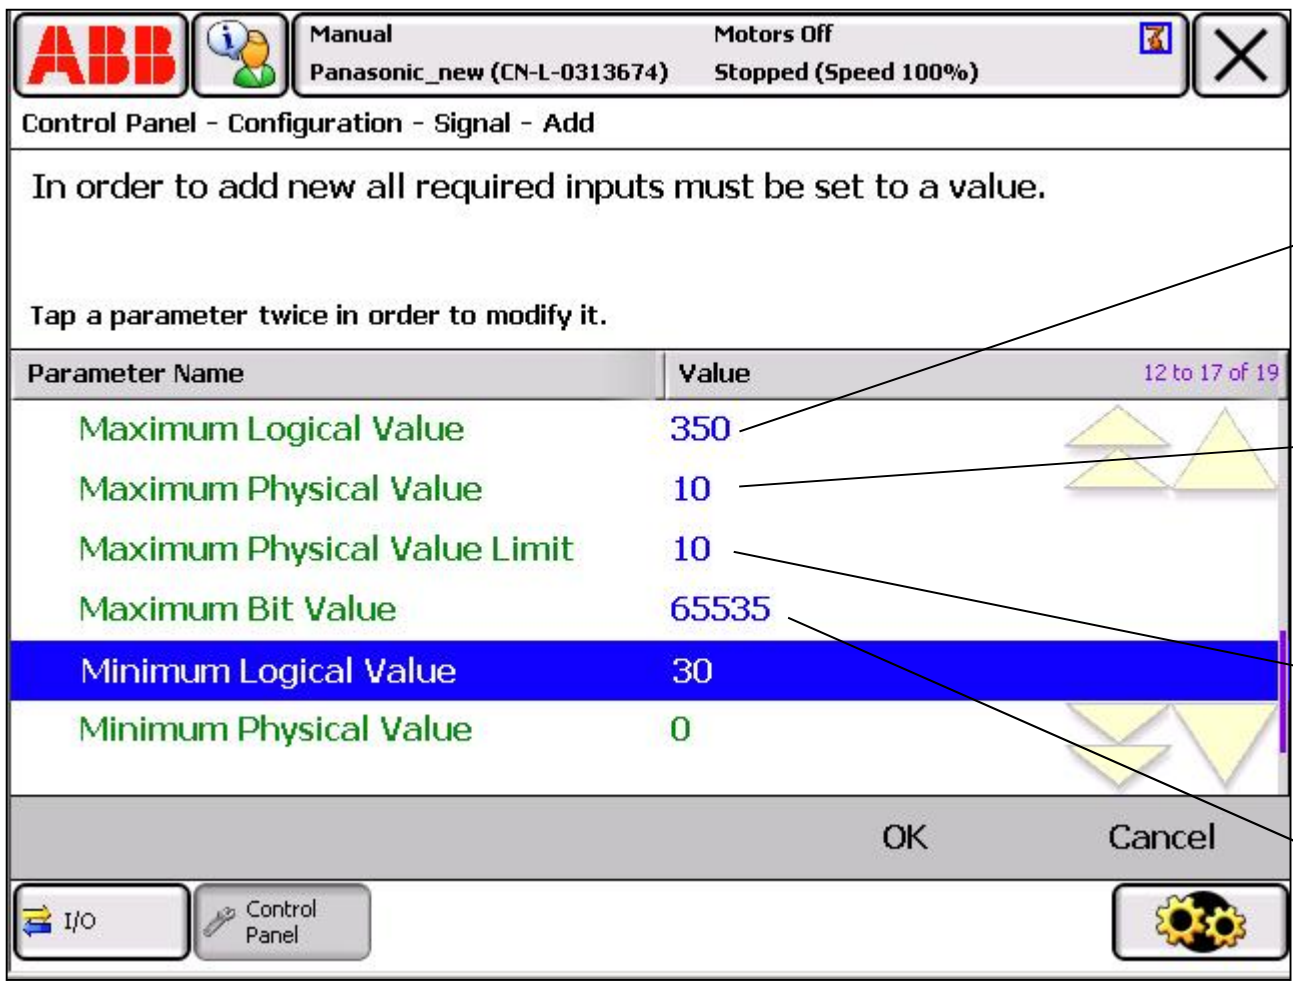 ABB
Manual
Motors Off
Panasonic_new (CN-L-0313674)
Stopped (Speed 100%)
Control Panel - Configuration - Signal - Add
In order to add new all required inputs must be set to a value.
Tap a parameter twice in order to modify it.
Parameter Name Value 12 to 17 of 19
Maximum Logical Value 350
Maximum Physical Value 10
Maximum Physical Value Limit 10
Maximum Bit Value 65535
Minimum Logical Value 30
Minimum Physical Value 0
OK Cancel
I/O
Control
Panel